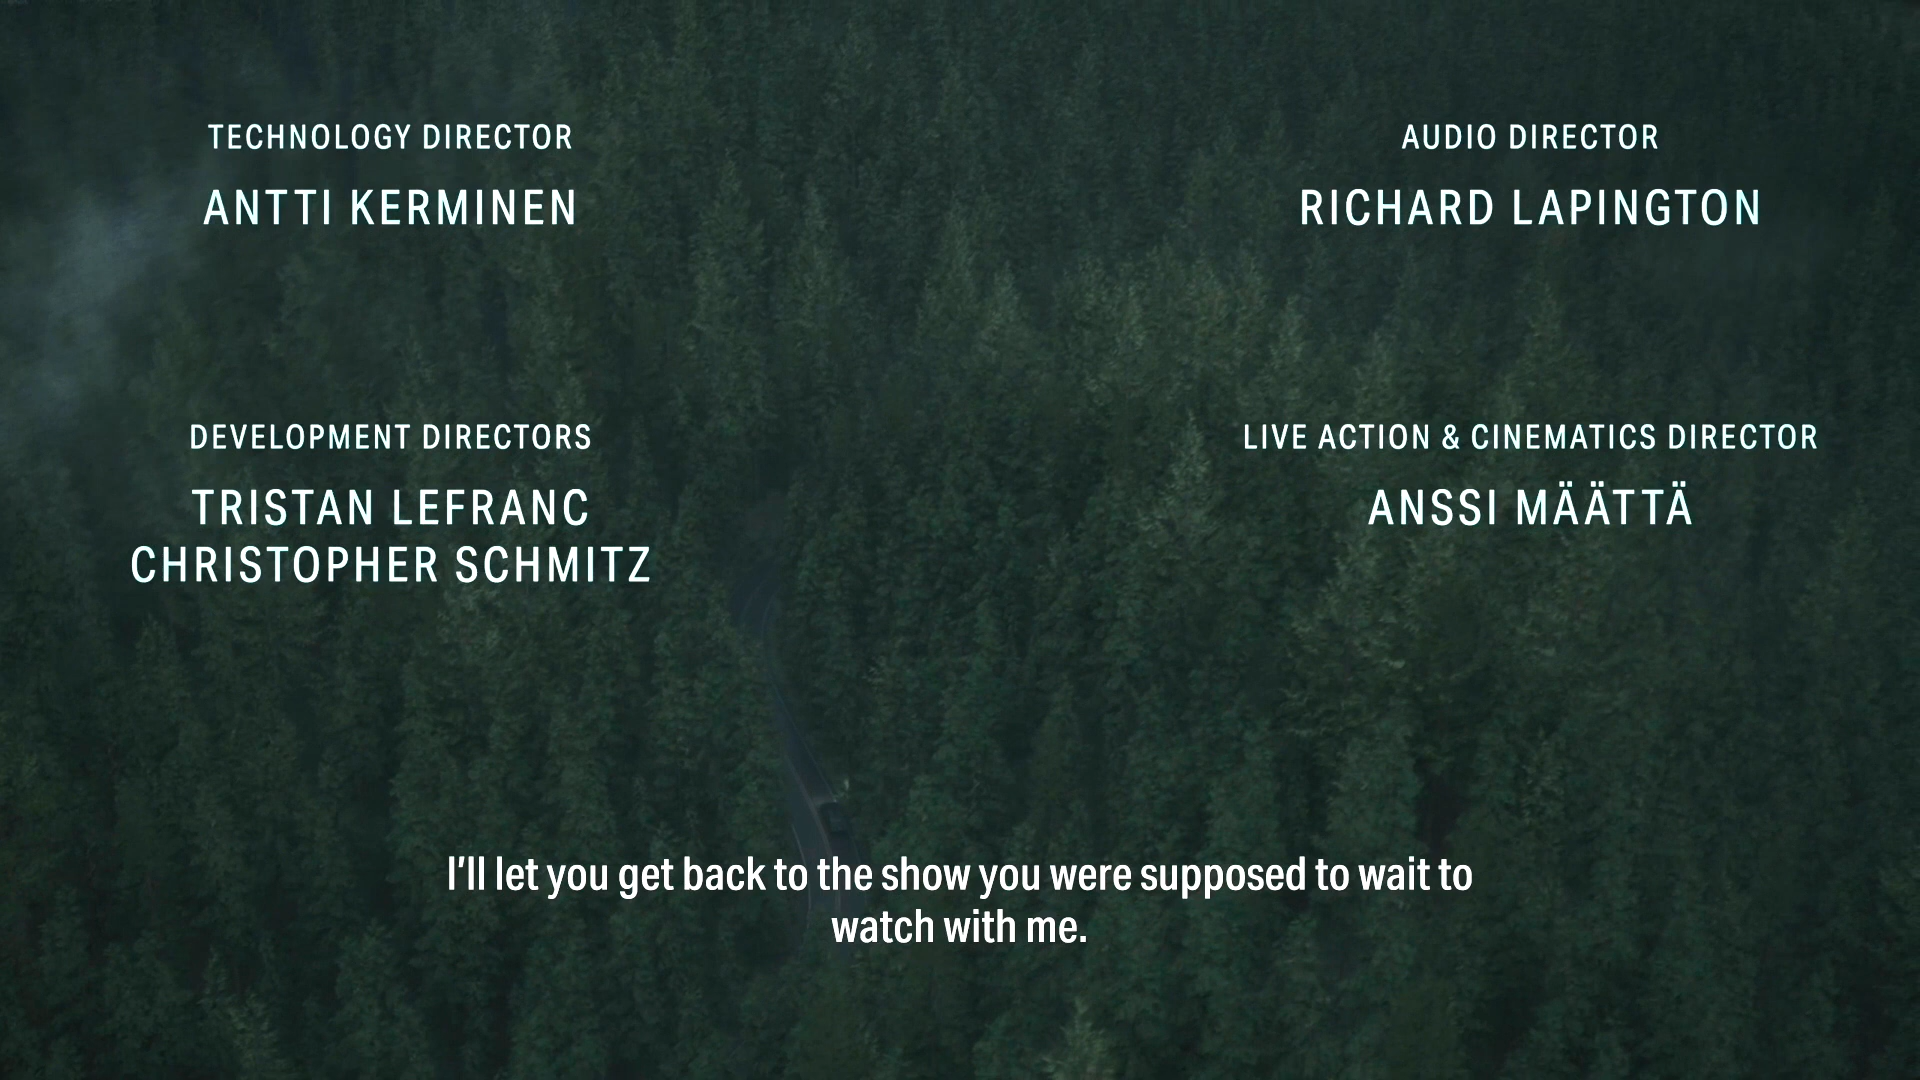 TECHNOLOGY DIRECTOR
ANTTI KERMINEN
AUDIO DIRECTOR
RICHARD LAPINGTON
DEVELOPMENT DIRECTORS
TRISTAN LEFRANC
CHRISTOPHER SCHMITZ
LIVE ACTION & CINEMATICS DIRECTOR
ANSSI MÄÄTTÄ
I'll let you get back to the show you were supposed to wait to
watch with me.